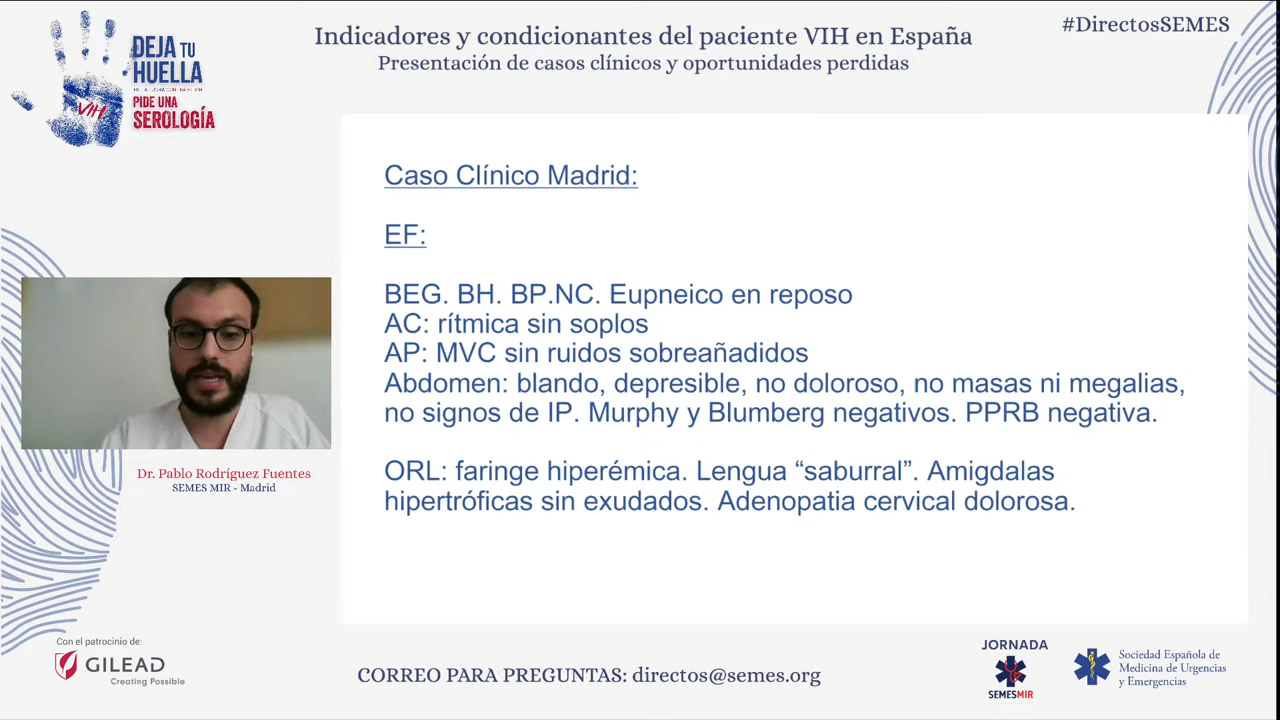 Indicadores y condicionantes del paciente VIH en España
Presentación de casos clínicos y oportunidades perdidas
#DirectosSEMES
DEJA TU
HUELLA
PIDE UNA
SEROLOGÍA
VIH
Caso Clínico Madrid:
EF:
BEG. BH. BP.NC. Eupneico en reposo
AC: rítmica sin soplos
AP: MVC sin ruidos sobreañadidos
Abdomen: blando, depresible, no doloroso, no masas ni megalias,
no signos de IP. Murphy y Blumberg negativos. PPRB negativa.
ORL: faringe hiperémica. Lengua “saburral”. Amigdalas
hipertróficas sin exudados. Adenopatia cervical dolorosa.
Dr. Pablo Rodríguez Fuentes
SEMES MIR - Madrid
Con el patrocinio de:
GILEAD
Creating Possible
CORREO PARA PREGUNTAS: directos@semes.org
JORNADA
SEMESMIR
Sociedad Española de
Medicina de Urgencias
y Emergencias